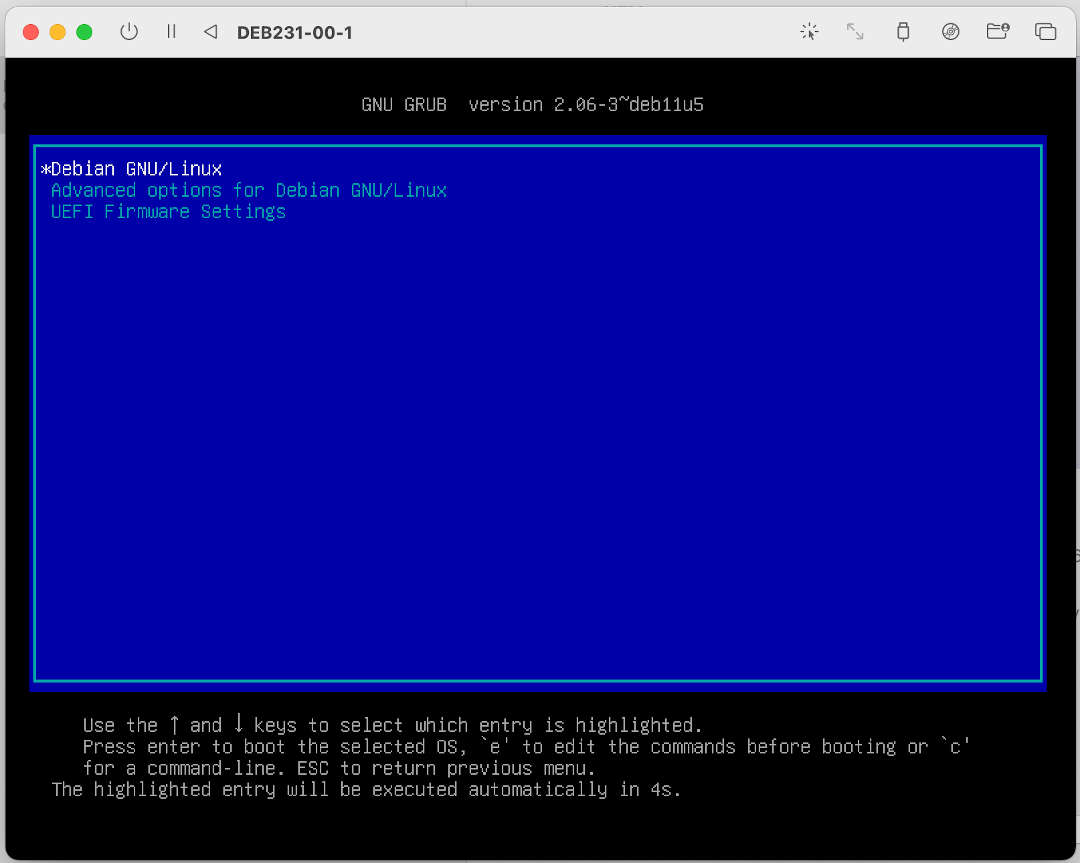 DEB231-00-1
GNU GRUB  version 2.06-3~deb11u5
*Debian GNU/Linux
Advanced options for Debian GNU/Linux
UEFI Firmware Settings
Use the ↑ and ↓ keys to select which entry is highlighted.
Press enter to boot the selected OS, `e' to edit the commands before booting or `c'
for a command-line. ESC to return previous menu.
The highlighted entry will be executed automatically in 4s.